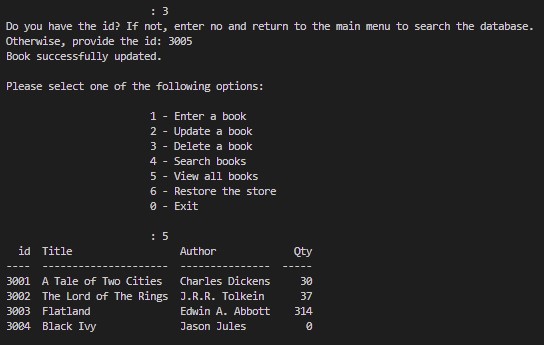 : 3
Do you have the id? If not, enter no and return to the main menu to search the database.
Otherwise, provide the id: 3005
Book successfully updated.
Please select one of the following options:
1 - Enter a book
2 - Update a book
3 - Delete a book
4 - Search books
5 - View all books
6 - Restore the store
0 - Exit
: 5
id Title Author Qty
---- --------------------- --------------- -----
3001 A Tale of Two Cities Charles Dickens 30
3002 The Lord of The Rings J.R.R. Tolkein 37
3003 Flatland Edwin A. Abbott 314
3004 Black Ivy Jason Jules 0